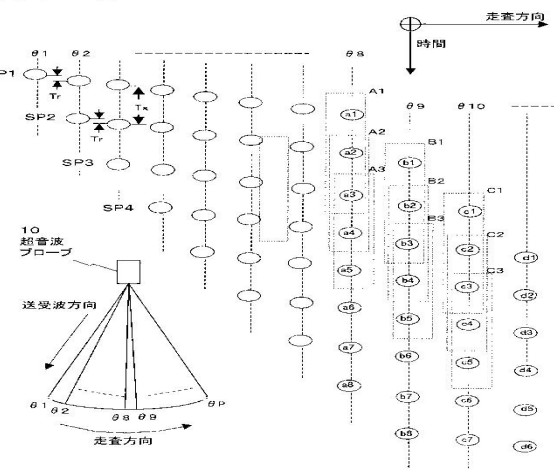 走査方向
時間
θ1 θ2 θ8
P1
Tr
Tx
SP2
Tr
SP3
SP4
A1
a1
A2
a2
A3
a3
a4
a5
a6
a7
a8
θ9 θ10
B1
b1
B2
b2
B3
b3
b4
b5
b6
b7
b8
C1
c1
C2
c2
C3
c3
c4
c5
c6
c7
d1
d2
d3
d4
d5
d6
10
超音波
プローブ
送受波方向
θ1 θ2 θ8 θ9 θP
走査方向